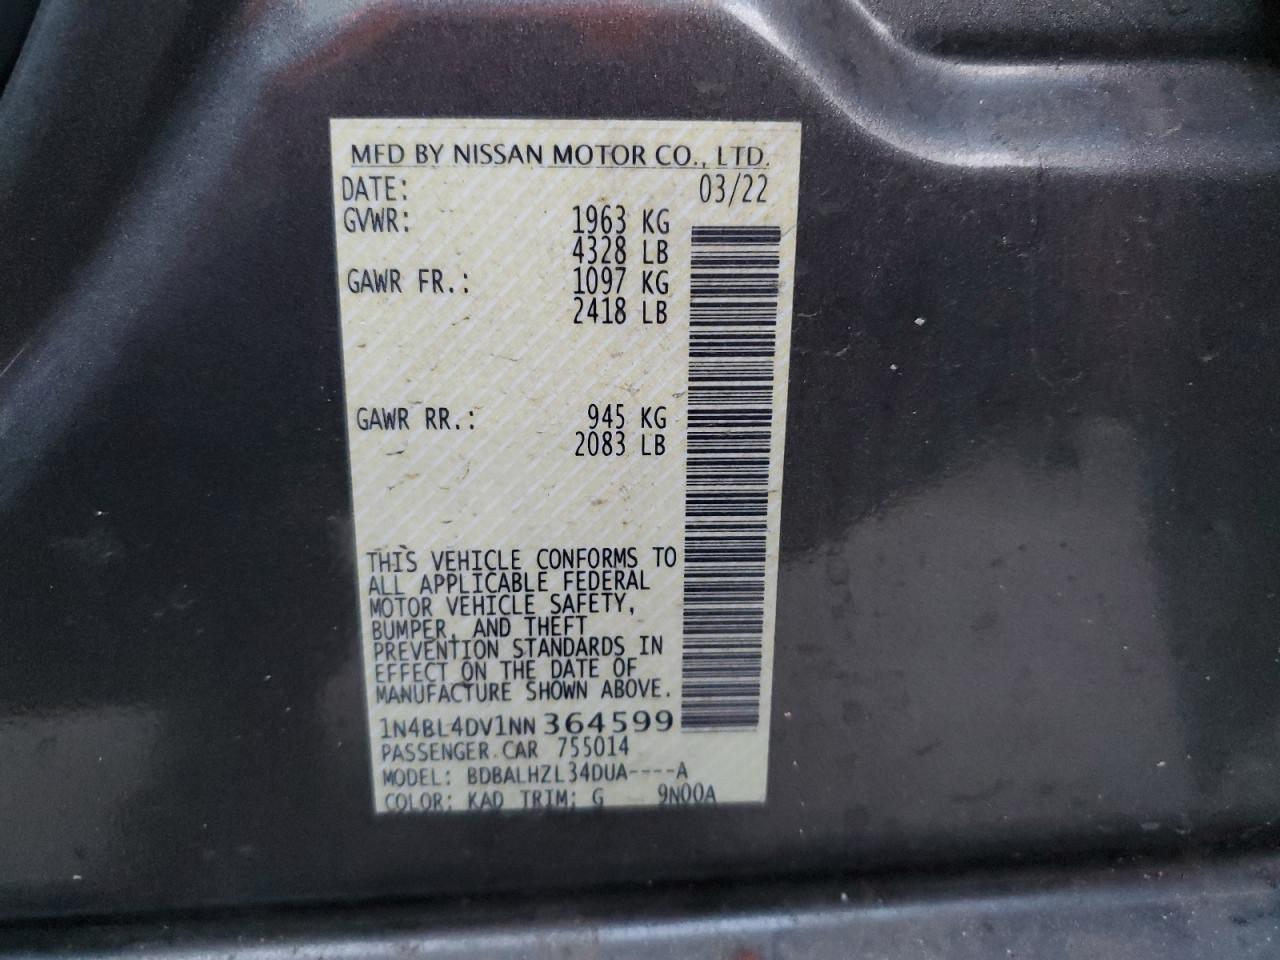 MFD BY NISSAN MOTOR CO., LTD.
DATE: 03/22
GVWR: 1963 KG
4328 LB
GAWR FR.: 1097 KG
2418 LB
GAWR RR.: 945 KG
2083 LB
THIS VEHICLE CONFORMS TO
ALL APPLICABLE FEDERAL
MOTOR VEHICLE SAFETY,
BUMPER, AND THEFT
PREVENTION STANDARDS IN
EFFECT ON THE DATE OF
MANUFACTURE SHOWN ABOVE.
1N4BL4DV1NN364599
PASSENGER CAR 755014
MODEL: BDBALHZL34DUA----A
COLOR: KAD TRIM: G 9N00A